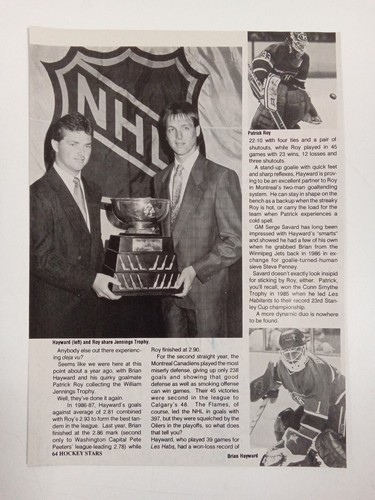 NHL
Hayward (left) and Roy share Jennings Trophy.
Anybody else out there experienc-
ing déjà vu?
Seems like we were here at this
point about a year ago, with Brian
Hayward and his quirky goalmate
Patrick Roy collecting the William
Jennings Trophy.
Well, they've done it again.
In 1986-87, Hayward's goals
against average of 2.81 combined
with Roy's 2.93 to form the best tan-
dem in the league. Last year, Brian
finished at the 2.86 mark (second
only to Washington Capital Pete
Peeters' league-leading 2.78) while
64 HOCKEY STARS
Roy finished at 2.90.
For the second straight year, the
Montreal Canadiens played the most
miserly defense, giving up only 238
goals and showing that good
defense as well as smoking offense
can win games. Their 45 victories
were second in the league to
Calgary's 48. The Flames, of
course, led the NHL in goals with
397, but they were squelched by the
Oilers in the playoffs, so what does
that tell you?
Hayward, who played 39 games for
Les Habs, had a won-loss record of
Patrick Roy
22-10 with four ties and a pair of
shutouts, while Roy played in 45
games with 23 wins, 12 losses and
three shutouts.
A stand-up goalie with quick feet
and sharp reflexes, Hayward is prov-
ing to be an excellent partner to Roy
in Montreal's two-man goaltending
system. He can stay in shape on the
bench as a backup when the streaky
Roy is hot, or carry the load for the
team when Patrick experiences a
cold spell.
GM Serge Savard has long been
impressed with Hayward's "smarts"
and showed he had a few of his own
when he grabbed Brian from the
Winnipeg Jets back in 1986 in ex-
change for goalie-turned-human
sieve Steve Penney.
Savard doesn't exactly look insipid
for sticking by Roy, either. Patrick,
you'll recall, won the Conn Smythe
Trophy in 1985 when he led Les
Habitants to their record 23rd Stan-
ley Cup championship.
A more dynamic duo is nowhere
to be found.
Brian Hayward